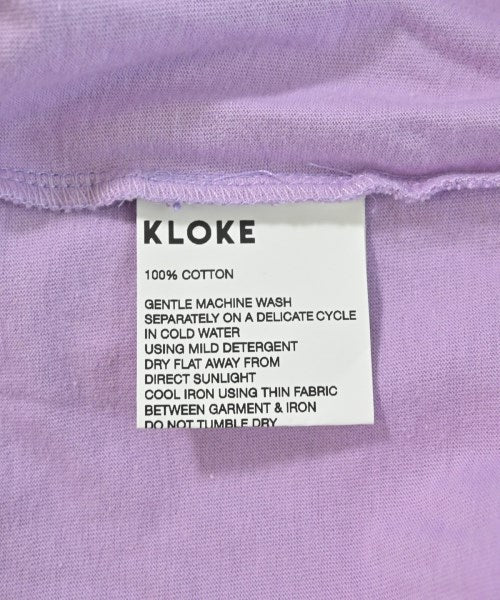 KLOKE
100% COTTON
GENTLE MACHINE WASH
SEPARATELY ON A DELICATE CYCLE
IN COLD WATER
USING MILD DETERGENT
DRY FLAT AWAY FROM
DIRECT SUNLIGHT
COOL IRON USING THIN FABRIC
BETWEEN GARMENT & IRON
DO NOT TUMBLE DRY